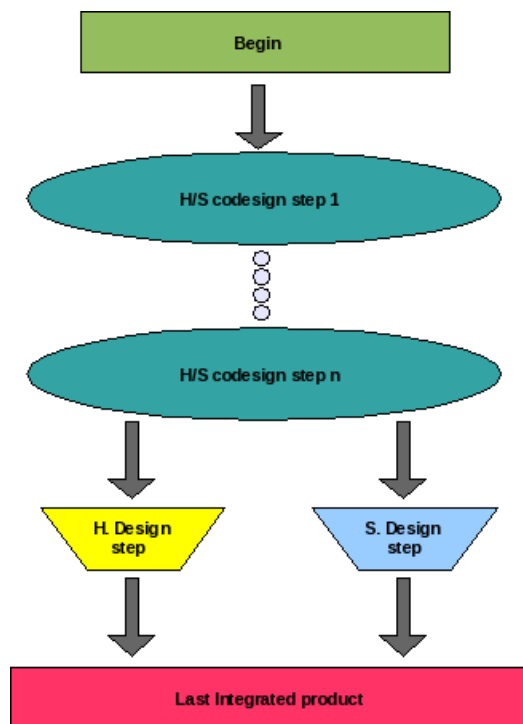 Begin
H/S codesign step 1
H/S codesign step n
H. Design
step
S. Design
step
Last Integrated product